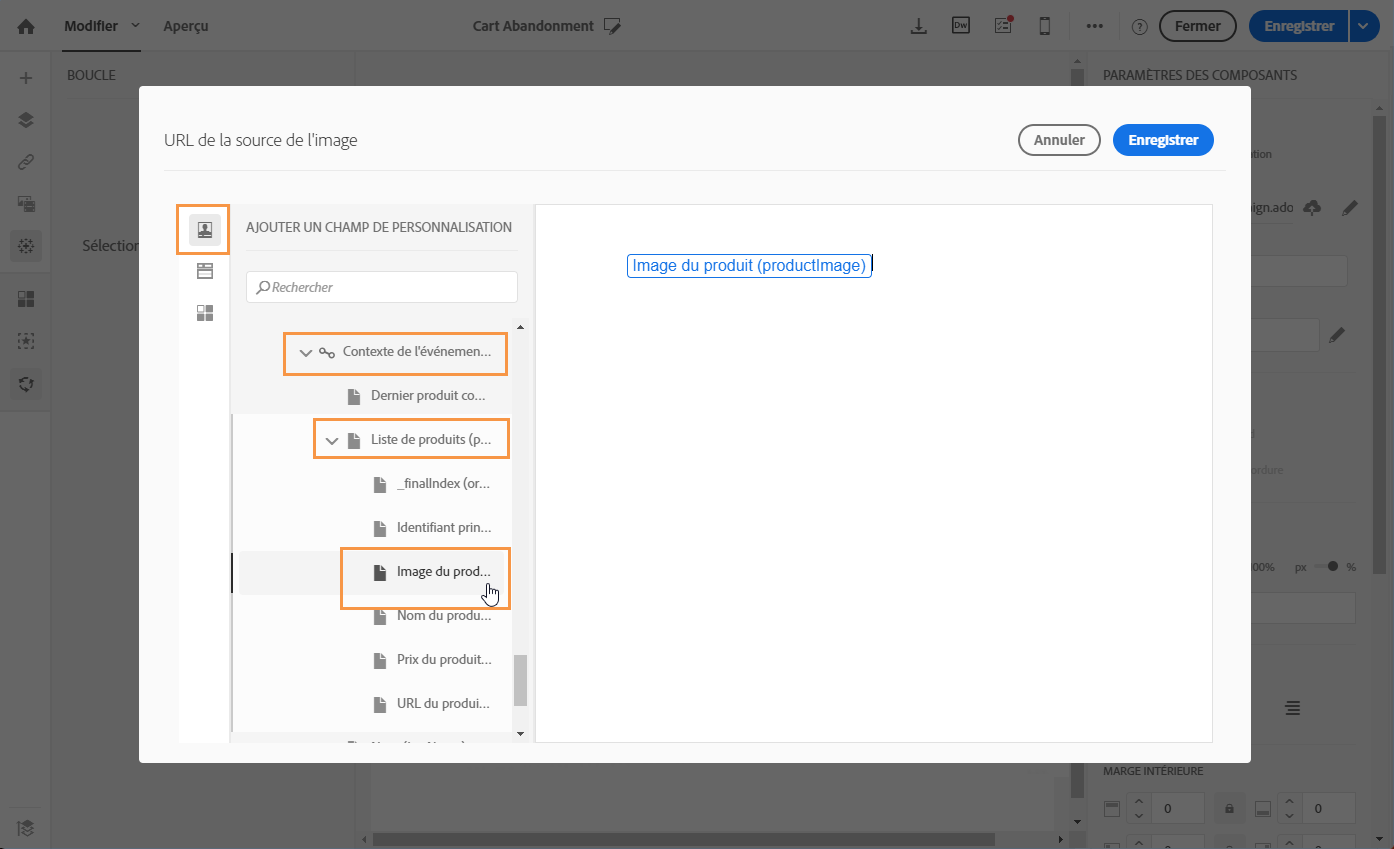 Modifier
Aperçu
Cart Abandonment
Dw
Fermer
Enregistrer
BOUCLE
PARAMÈTRES DES COMPOSANTS
URL de la source de l'image
Annuler
Enregistrer
AJOUTER UN CHAMP DE PERSONNALISATION
Rechercher
Contexte de l'événemen...
Dernier produit co...
Liste de produits (p...
_finalIndex (or...
Identifiant prin...
Image du prod...
Nom du produ...
Prix du produit...
URL du produi...
Image du produit (productImage)
Sélection
ign.ado
px
%
MARGE INTÉRIEURE
0
0